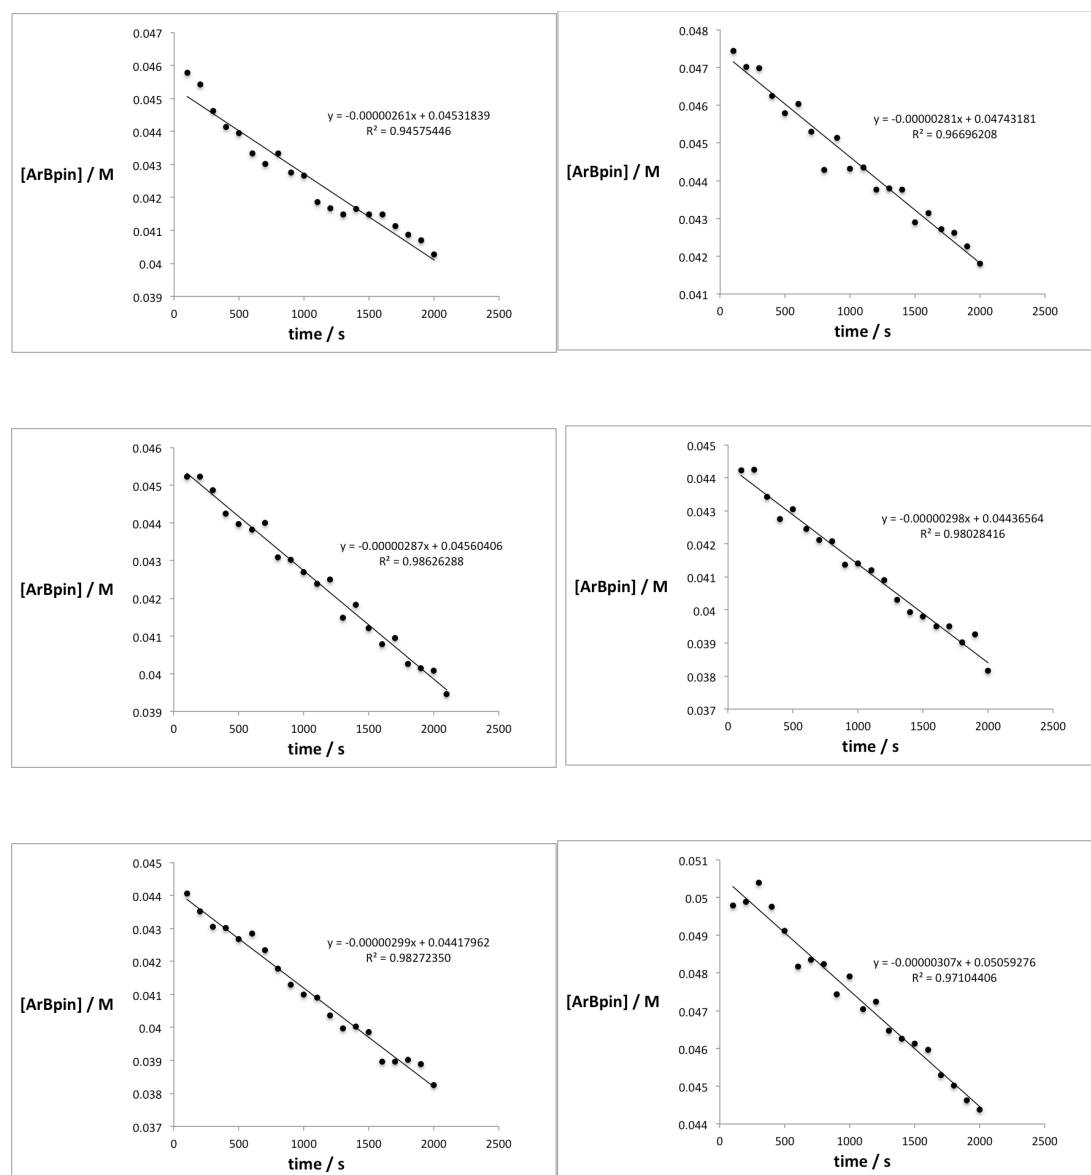 0.047
0.046
0.045
0.044
0.043
0.042
0.041
0.04
0.039
[ArBpin] / M
y = -0.00000261x + 0.04531839
R² = 0.94575446
0 500 1000 1500 2000 2500
time / s
0.048
0.047
0.046
0.045
0.044
0.043
0.042
0.041
[ArBpin] / M
y = -0.00000281x + 0.04743181
R² = 0.96696208
0 500 1000 1500 2000 2500
time / s
0.046
0.045
0.044
0.043
0.042
0.041
0.04
0.039
[ArBpin] / M
y = -0.00000287x + 0.04560406
R² = 0.98626288
0 500 1000 1500 2000 2500
time / s
0.045
0.044
0.043
0.042
0.041
0.04
0.039
0.038
0.037
[ArBpin] / M
y = -0.00000298x + 0.04436564
R² = 0.98028416
0 500 1000 1500 2000 2500
time / s
0.045
0.044
0.043
0.042
0.041
0.04
0.039
0.038
0.037
[ArBpin] / M
y = -0.00000299x + 0.04417962
R² = 0.98272350
0 500 1000 1500 2000 2500
time / s
0.051
0.05
0.049
0.048
0.047
0.046
0.045
0.044
[ArBpin] / M
y = -0.00000307x + 0.05059276
R² = 0.97104406
0 500 1000 1500 2000 2500
time / s